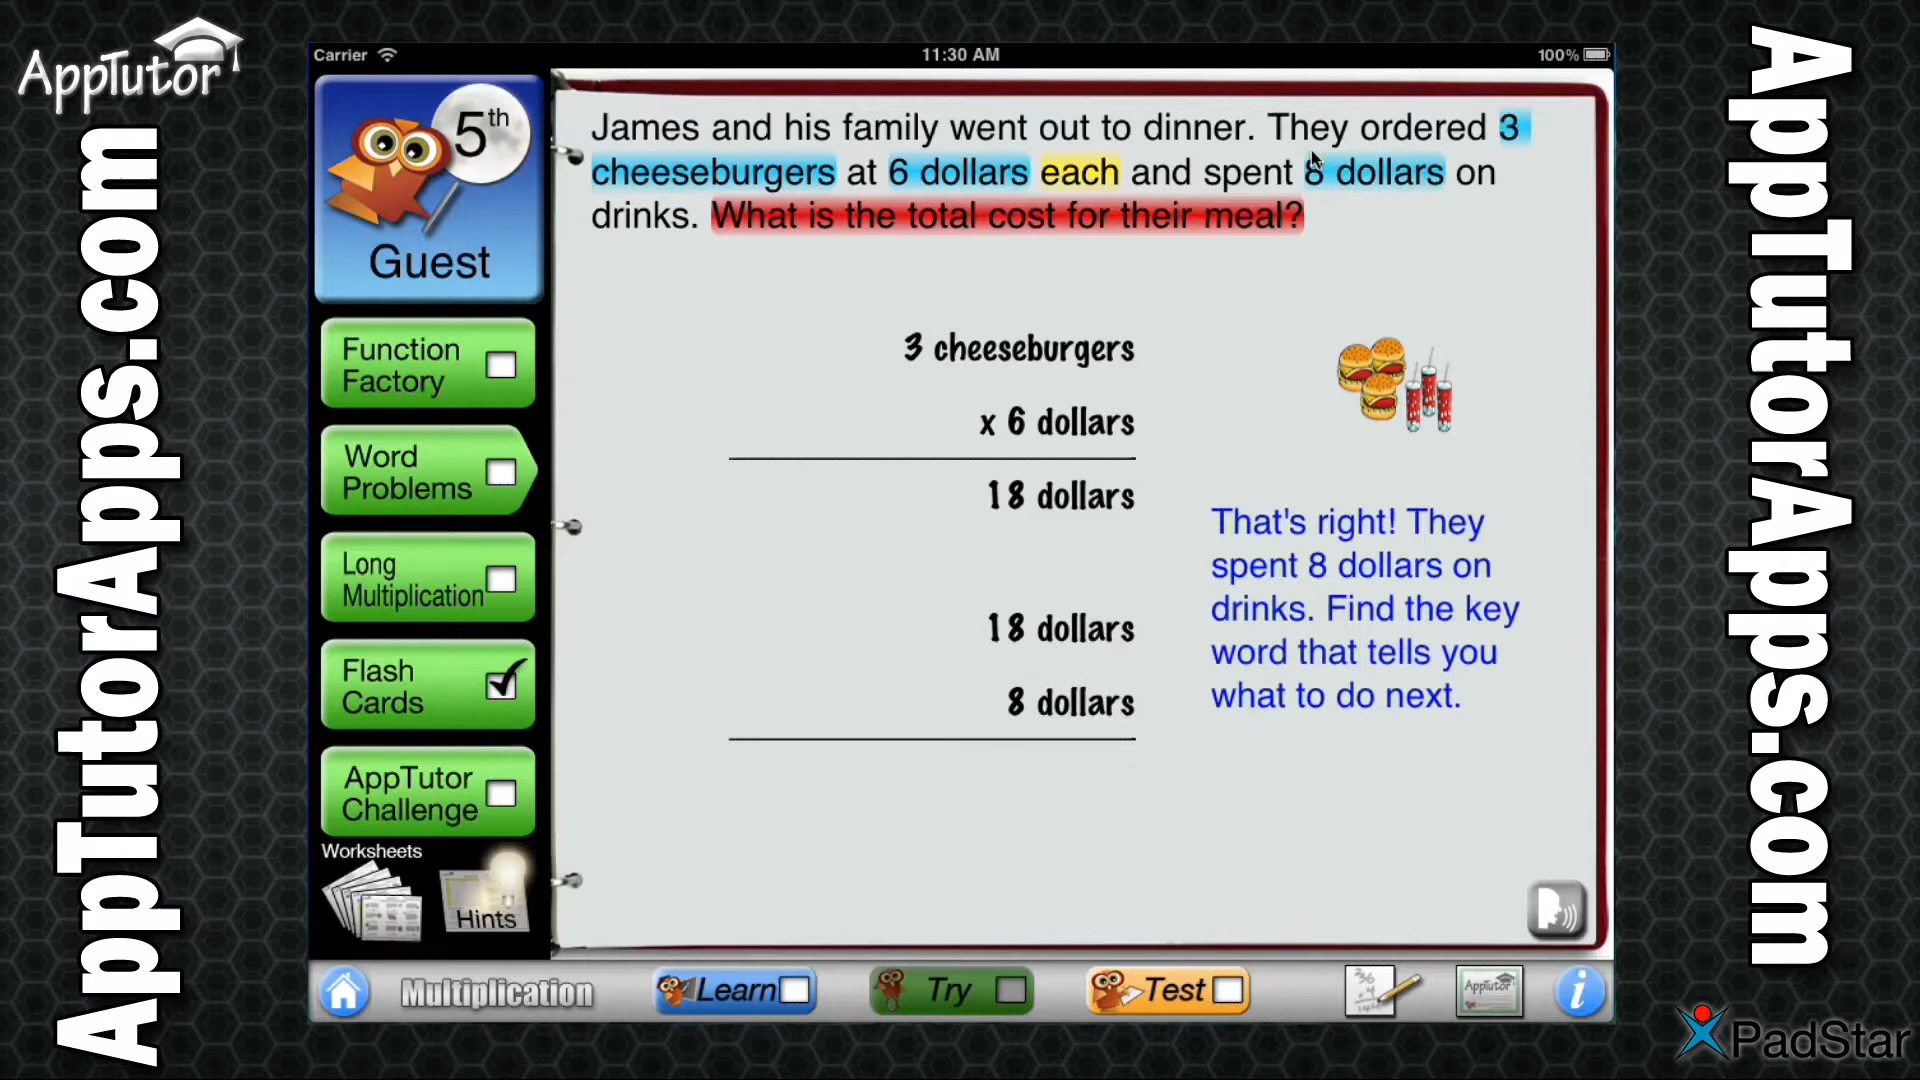 AppTutor
AppTutorApps.com
Carrier
11:30 AM
100%
5th
Guest
Function
Factory
Word
Problems
Long
Multiplication
Flash
Cards
AppTutor
Challenge
Worksheets
Hints
James and his family went out to dinner. They ordered 3
cheeseburgers at 6 dollars each and spent 8 dollars on
drinks. What is the total cost for their meal?
3 cheeseburgers
x 6 dollars
18 dollars
18 dollars
8 dollars
That's right! They
spent 8 dollars on
drinks. Find the key
word that tells you
what to do next.
Multiplication
Learn
Try
Test
AppTutor
AppTutorApps.com
PadStar